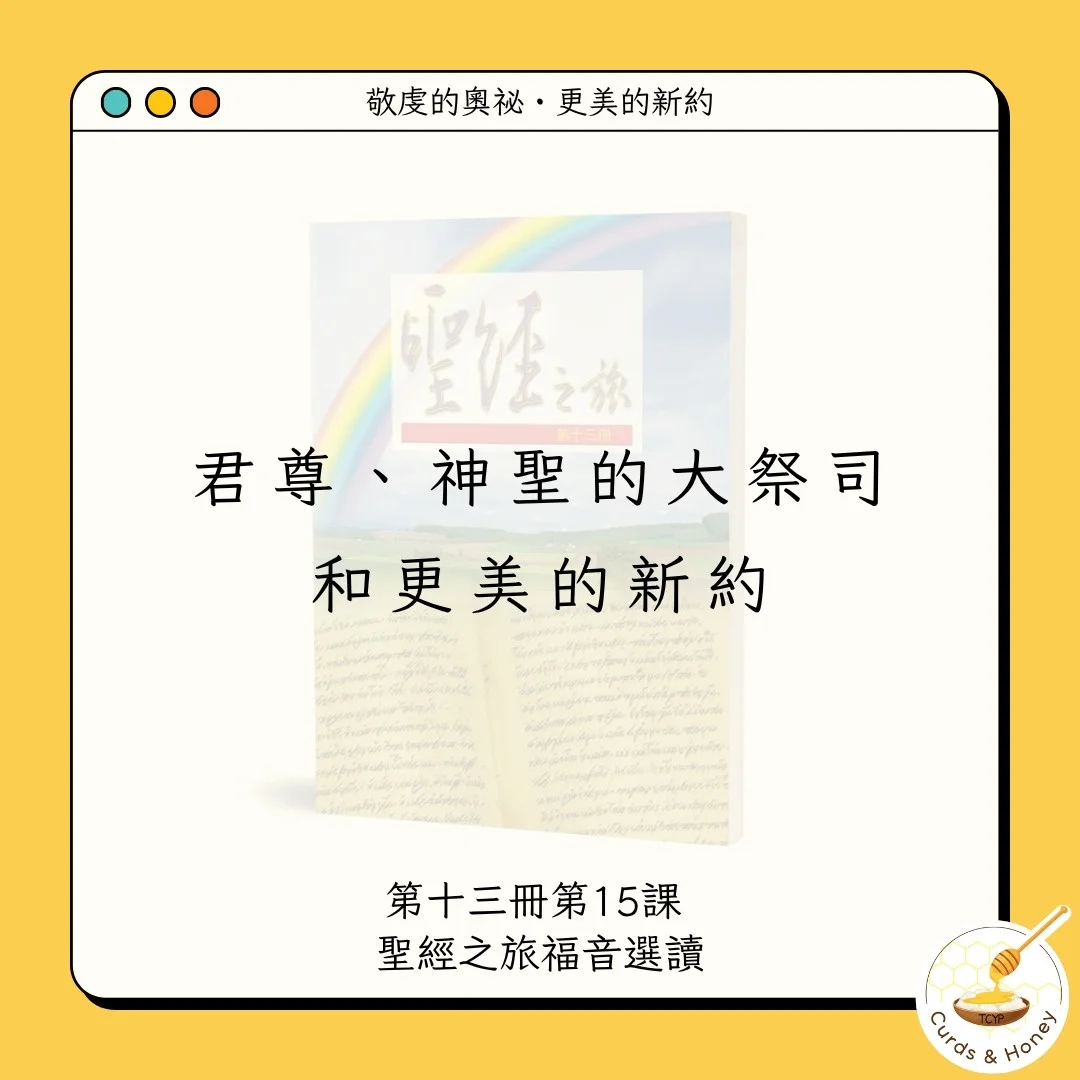 敬虔的奧祕·更美的新約
聖經之旅
第十三冊
君尊、神聖的大祭司
和更美的新約
第十三冊第15課
聖經之旅福音選讀
TCYP
Curds & Honey